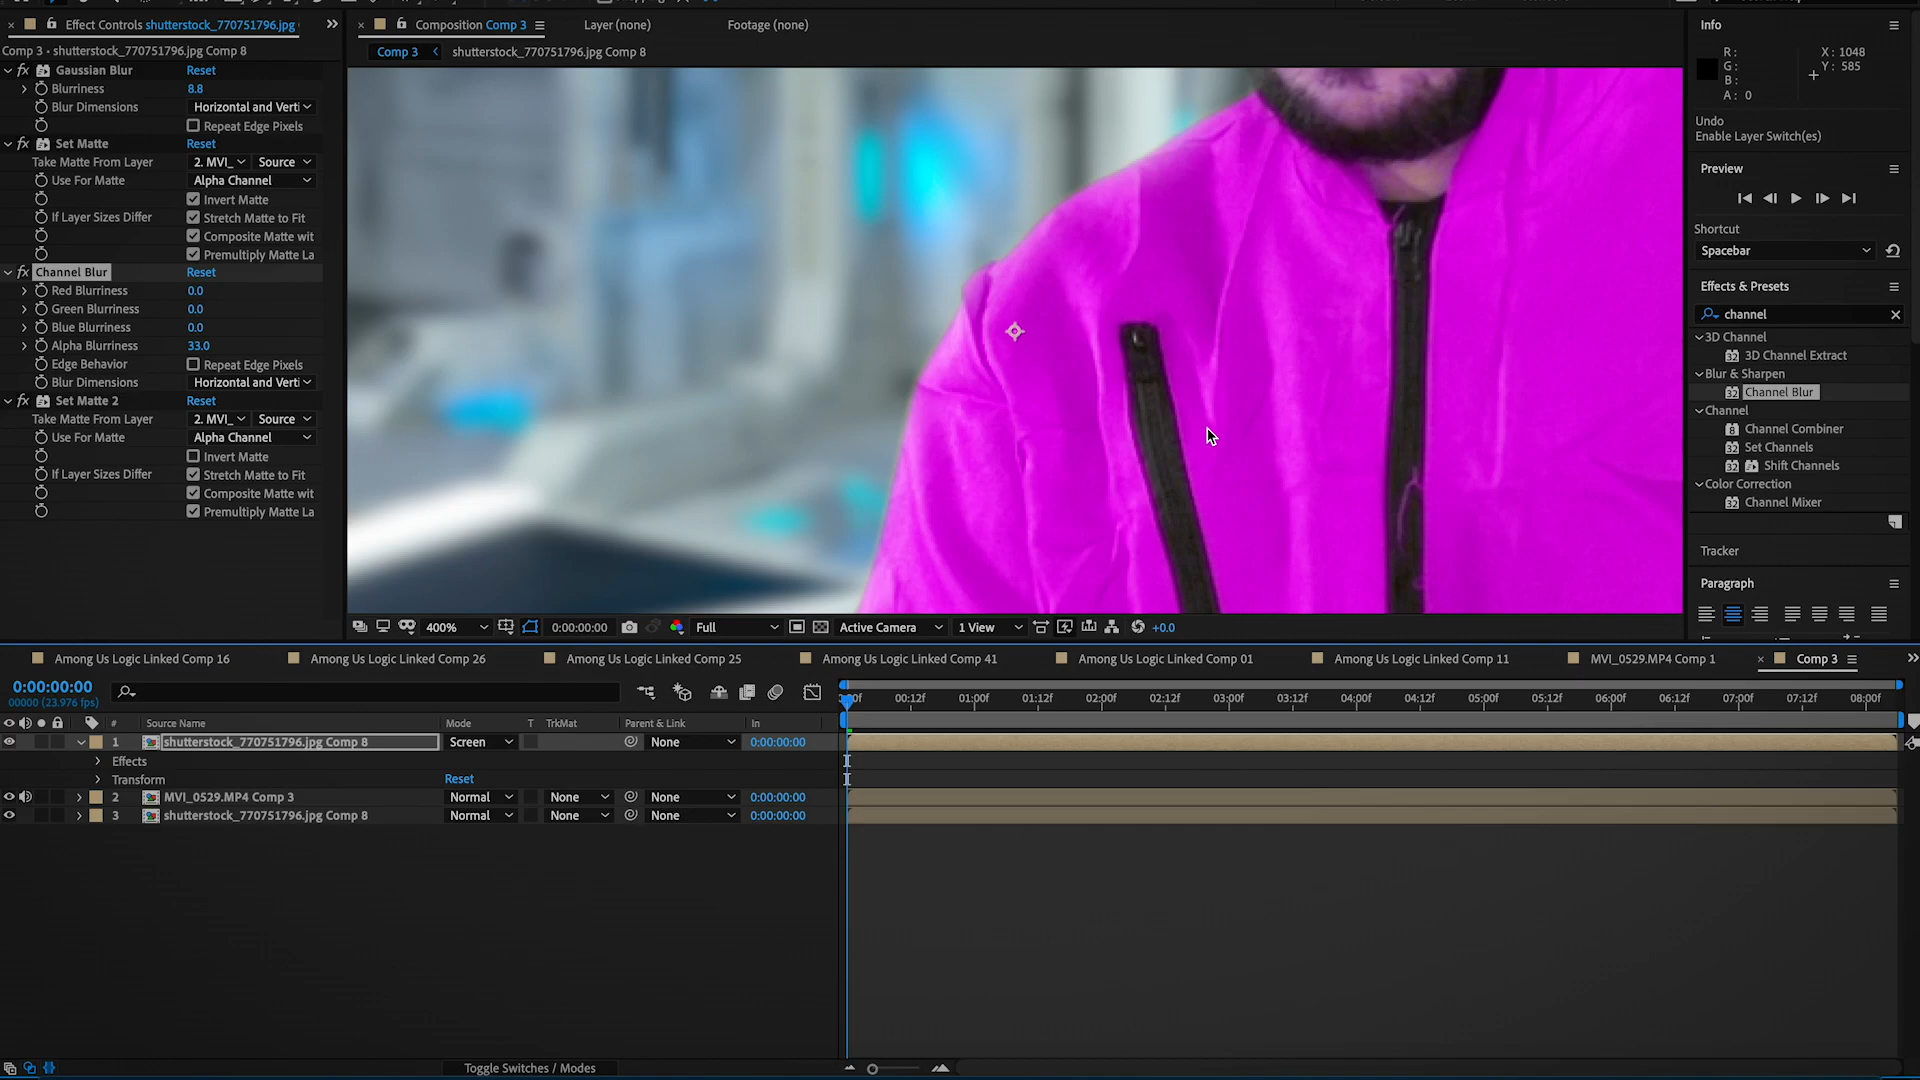 Effect Controls shutterstock_770751796.jpg
Comp 3 • shutterstock_770751796.jpg Comp 8
fx Gaussian Blur Reset
Blurriness 8.8
Blur Dimensions Horizontal and Verti
Repeat Edge Pixels
fx Set Matte Reset
Take Matte From Layer 2. MVI_ Source
Use For Matte Alpha Channel
Invert Matte
If Layer Sizes Differ Stretch Matte to Fit
Composite Matte wit
Premultiply Matte La
fx Channel Blur Reset
Red Blurriness 0.0
Green Blurriness 0.0
Blue Blurriness 0.0
Alpha Blurriness 33.0
Edge Behavior Repeat Edge Pixels
Blur Dimensions Horizontal and Verti
fx Set Matte 2 Reset
Take Matte From Layer 2. MVI_ Source
Use For Matte Alpha Channel
Invert Matte
If Layer Sizes Differ Stretch Matte to Fit
Composite Matte wit
Premultiply Matte La
Composition Comp 3 Layer (none) Footage (none)
Comp 3 shutterstock_770751796.jpg Comp 8
400% 0:00:00:00 Full Active Camera 1 View +0.0
Info
R: X: 1048
G: Y: 585
B:
A: 0
Undo
Enable Layer Switch(es)
Preview
Shortcut
Spacebar
Effects & Presets
channel
3D Channel
32 3D Channel Extract
Blur & Sharpen
32 Channel Blur
Channel
8 Channel Combiner
32 Set Channels
32 Shift Channels
Color Correction
32 Channel Mixer
Tracker
Paragraph
Among Us Logic Linked Comp 16 Among Us Logic Linked Comp 26 Among Us Logic Linked Comp 25 Among Us Logic Linked Comp 41 Among Us Logic Linked Comp 01 Among Us Logic Linked Comp 11 MVI_0529.MP4 Comp 1 Comp 3
0:00:00:00
00000 (23.976 fps)
:00f 00:12f 01:00f 01:12f 02:00f 02:12f 03:00f 03:12f 04:00f 04:12f 05:00f 05:12f 06:00f 06:12f 07:00f 07:12f 08:00f
# Source Name Mode T TrkMat Parent & Link In
1 shutterstock_770751796.jpg Comp 8 Screen None 0:00:00:00
Effects
Transform Reset
2 MVI_0529.MP4 Comp 3 Normal None None 0:00:00:00
3 shutterstock_770751796.jpg Comp 8 Normal None None 0:00:00:00
Toggle Switches / Modes